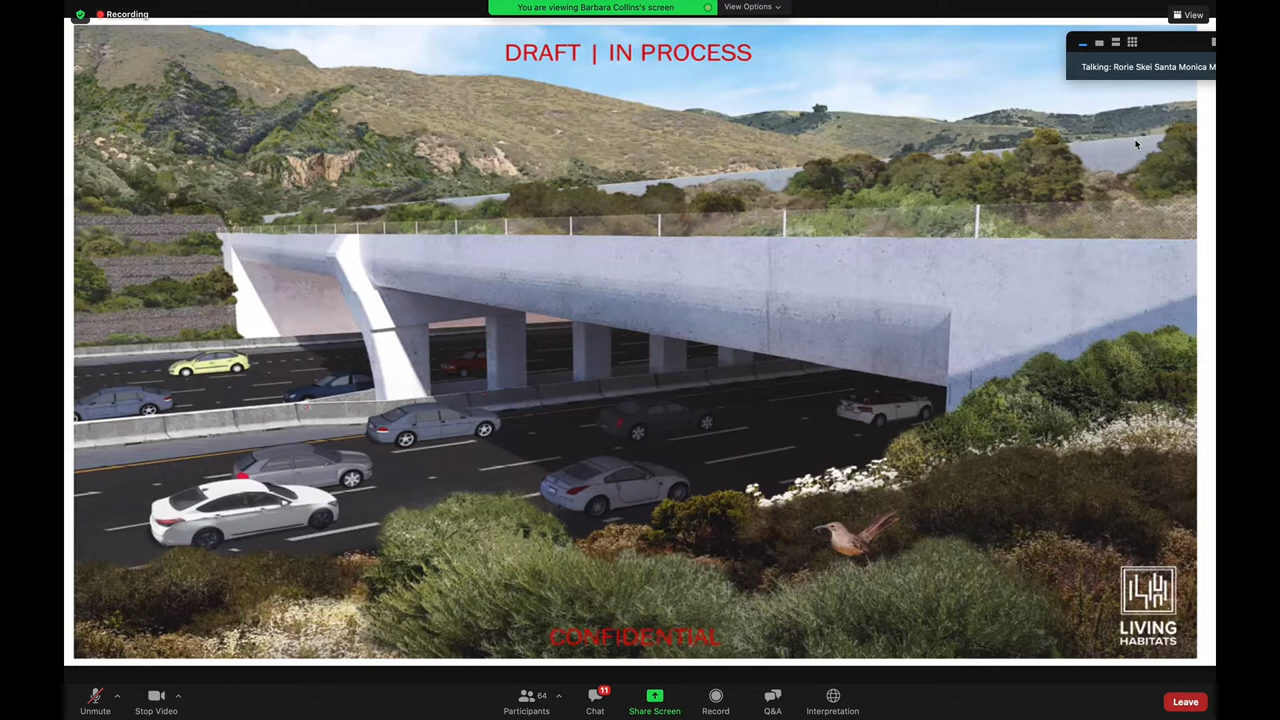 Recording
You are viewing Barbara Collins's screen
View Options
View
DRAFT | IN PROCESS
Talking: Rorie Skei Santa Monica M
CONFIDENTIAL
LIVING
HABITATS
Unmute
Stop Video
64
Participants
11
Chat
Share Screen
Record
Q&A
Interpretation
Leave